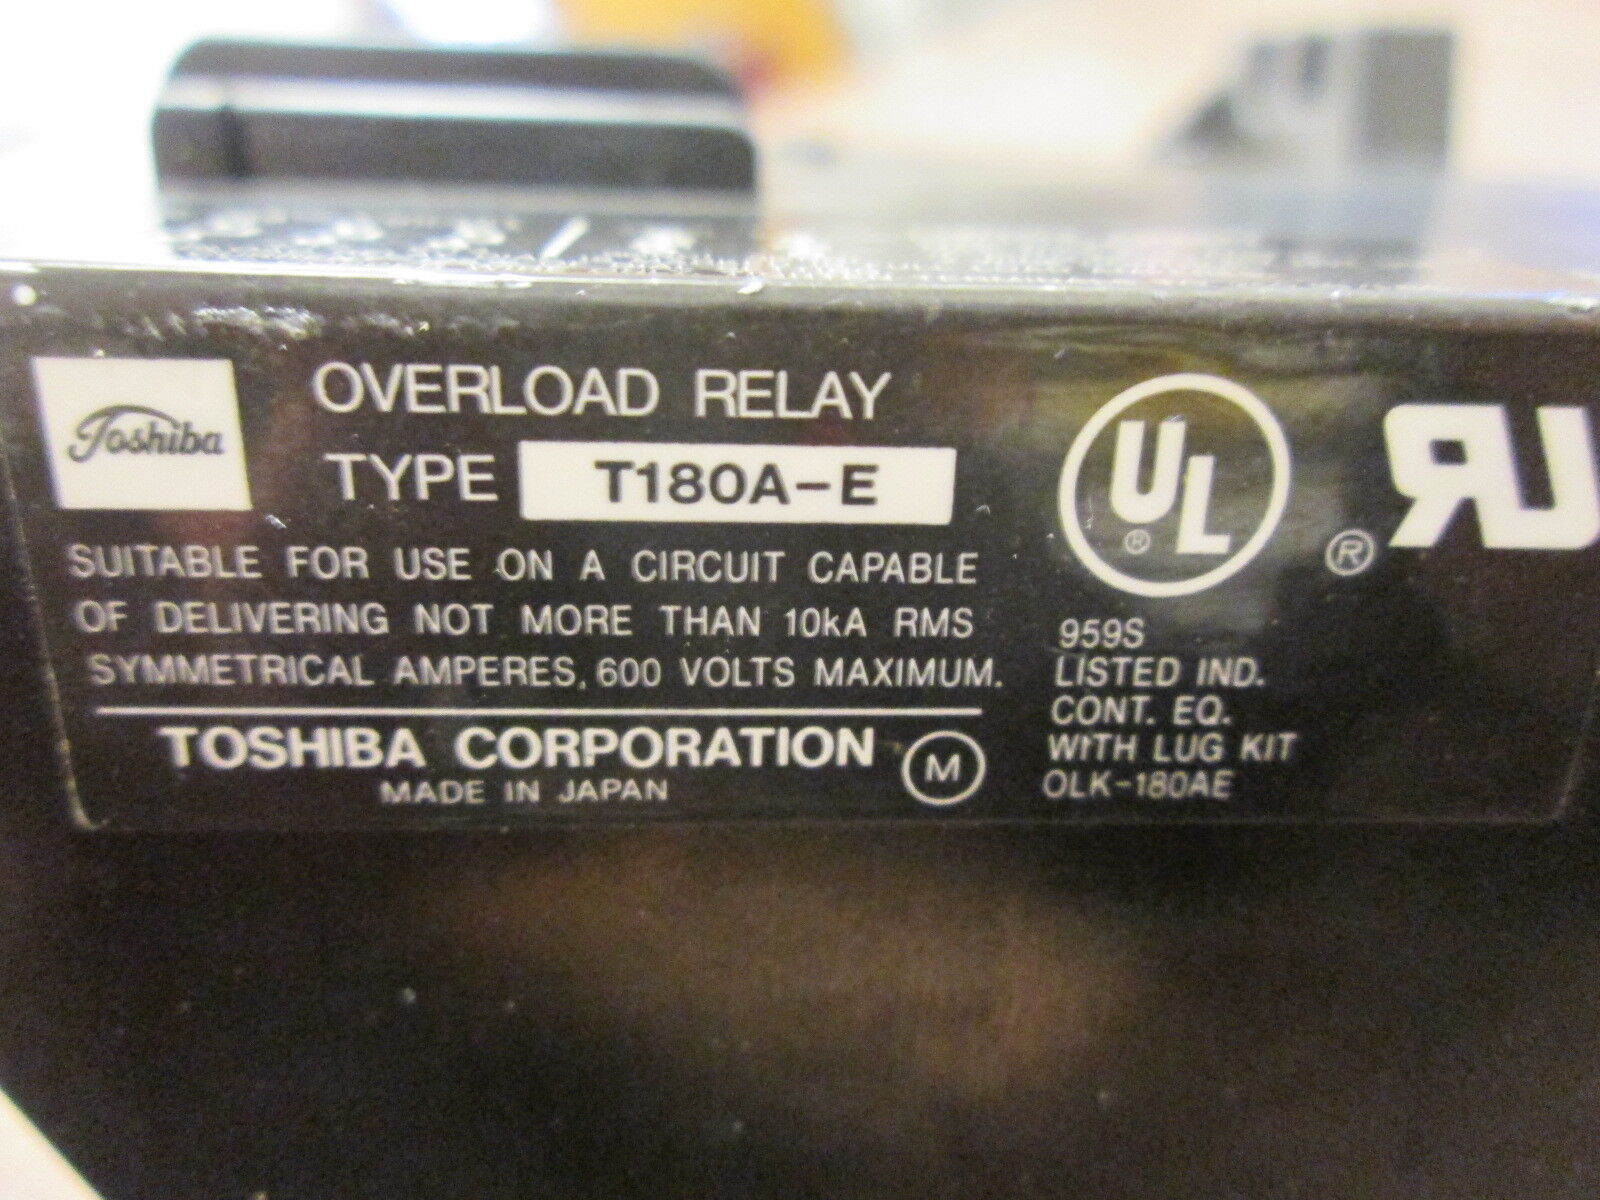 Toshiba
OVERLOAD RELAY
TYPE T180A-E
SUITABLE FOR USE ON A CIRCUIT CAPABLE
OF DELIVERING NOT MORE THAN 10kA RMS
SYMMETRICAL AMPERES, 600 VOLTS MAXIMUM.
TOSHIBA CORPORATION M
MADE IN JAPAN
UL ®
® RU
959S
LISTED IND.
CONT. EQ.
WITH LUG KIT
OLK-180AE